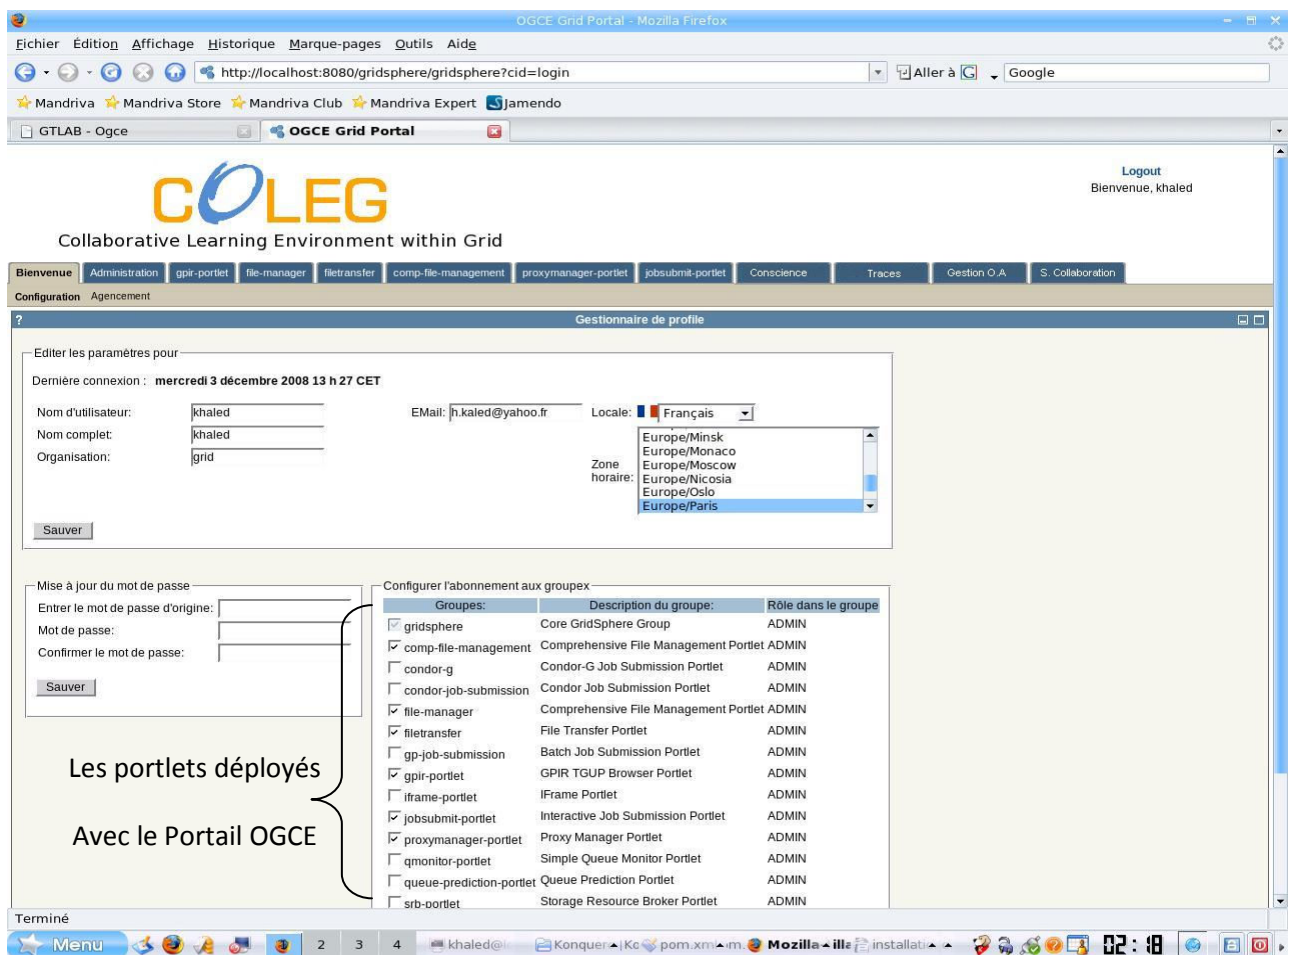 OGCE Grid Portal - Mozilla Firefox
Fichier Édition Affichage Historique Marque-pages Outils Aide
http://localhost:8080/gridsphere/gridsphere?cid=login Aller à G Google
Mandriva Mandriva Store Mandriva Club Mandriva Expert Jamendo
GTLAB - Ogce OGCE Grid Portal
COLEG
Collaborative Learning Environment within Grid
Logout
Bienvenue, khaled
Bienvenue Administration gpir-portlet file-manager filetransfer comp-file-management proxymanager-portlet jobsubmit-portlet Conscience Traces Gestion O.A S. Collaboration
Configuration Agencement
? Gestionnaire de profile
Editer les paramètres pour
Dernière connexion : mercredi 3 décembre 2008 13 h 27 CET
Nom d'utilisateur: khaled EMail: h.kaled@yahoo.fr Locale: Français
Nom complet: khaled
Organisation: grid
Zone horaire:
Europe/Minsk
Europe/Monaco
Europe/Moscow
Europe/Nicosia
Europe/Oslo
Europe/Paris
Sauver
Mise à jour du mot de passe
Entrer le mot de passe d'origine:
Mot de passe:
Confirmer le mot de passe:
Sauver
Les portlets déployés
Avec le Portail OGCE
Configurer l'abonnement aux groupex
Groupes: Description du groupe: Rôle dans le groupe
gridsphere Core GridSphere Group ADMIN
comp-file-management Comprehensive File Management Portlet ADMIN
condor-g Condor-G Job Submission Portlet ADMIN
condor-job-submission Condor Job Submission Portlet ADMIN
file-manager Comprehensive File Management Portlet ADMIN
filetransfer File Transfer Portlet ADMIN
gp-job-submission Batch Job Submission Portlet ADMIN
gpir-portlet GPIR TGUP Browser Portlet ADMIN
iframe-portlet IFrame Portlet ADMIN
jobsubmit-portlet Interactive Job Submission Portlet ADMIN
proxymanager-portlet Proxy Manager Portlet ADMIN
qmonitor-portlet Simple Queue Monitor Portlet ADMIN
queue-prediction-portlet Queue Prediction Portlet ADMIN
srb-portlet Storage Resource Broker Portlet ADMIN
Terminé
Menu 2 3 4 khaled@ Konquer Kc pom.xm m. Mozilla illa installati 02:18